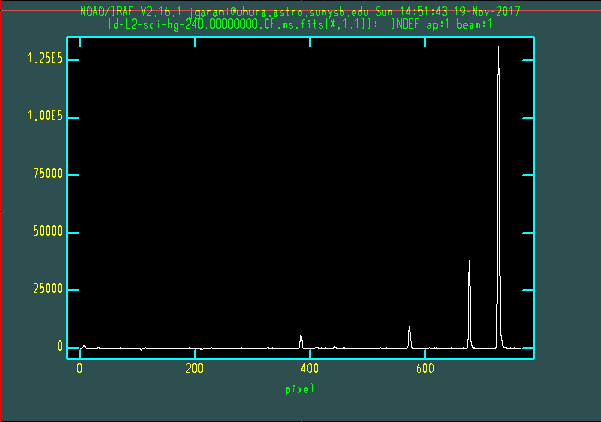 NOAO/IRAF V2.16.1 jgarani@uhura.astro.sunysb.edu Sun 14:51:43 19-Nov-2017
[d-L2-sci-hg-240.00000000.Cf.ms.fits[*,1,1]]: INDEF ap:1 beam:1
1.25E5
1.00E5
75000
50000
25000
0
0 200 400 600
pixel